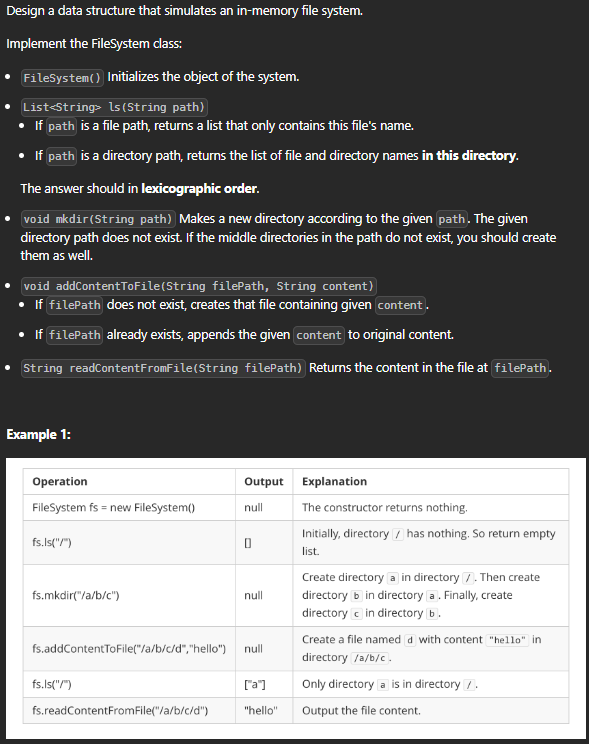 Design a data structure that simulates an in-memory file system.
Implement the FileSystem class:
FileSystem() Initializes the object of the system.
List<String> ls(String path)
If path is a file path, returns a list that only contains this file's name.
If path is a directory path, returns the list of file and directory names in this directory.
The answer should in lexicographic order.
void mkdir(String path) Makes a new directory according to the given path. The given
directory path does not exist. If the middle directories in the path do not exist, you should create
them as well.
void addContentToFile(String filePath, String content)
If filePath does not exist, creates that file containing given content.
If filePath already exists, appends the given content to original content.
String readContentFromFile(String filePath) Returns the content in the file at filePath.
Example 1:
Operation Output Explanation
FileSystem fs = new FileSystem() null The constructor returns nothing.
fs.ls("/") [] Initially, directory / has nothing. So return empty
list.
fs.mkdir("/a/b/c") null Create directory a in directory /. Then create
directory b in directory a. Finally, create
directory c in directory b.
fs.addContentToFile("/a/b/c/d","hello") null Create a file named d with content "hello" in
directory /a/b/c.
fs.ls("/") ["a"] Only directory a is in directory /.
fs.readContentFromFile("/a/b/c/d") "hello" Output the file content.